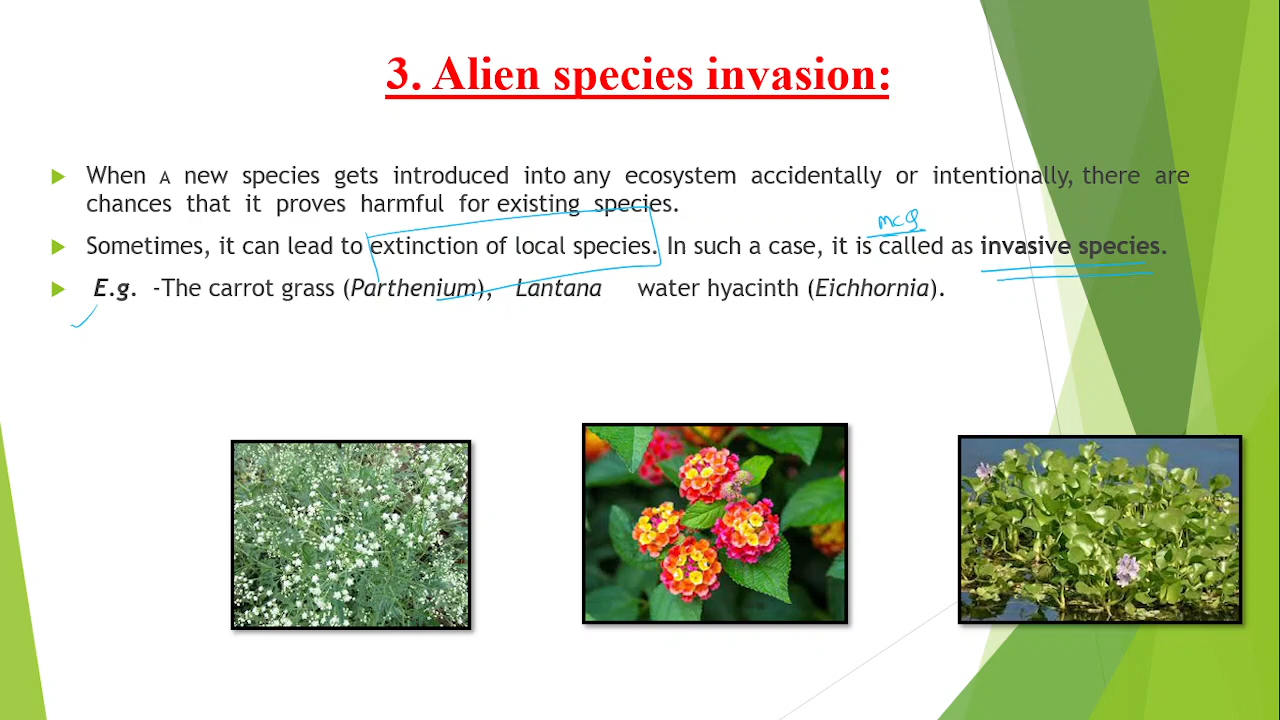 3. Alien species invasion:
When A new species gets introduced into any ecosystem accidentally or intentionally, there are
chances that it proves harmful for existing species.
mcq
Sometimes, it can lead to extinction of local species. In such a case, it is called as invasive species.
E.g. -The carrot grass (Parthenium), Lantana water hyacinth (Eichhornia).